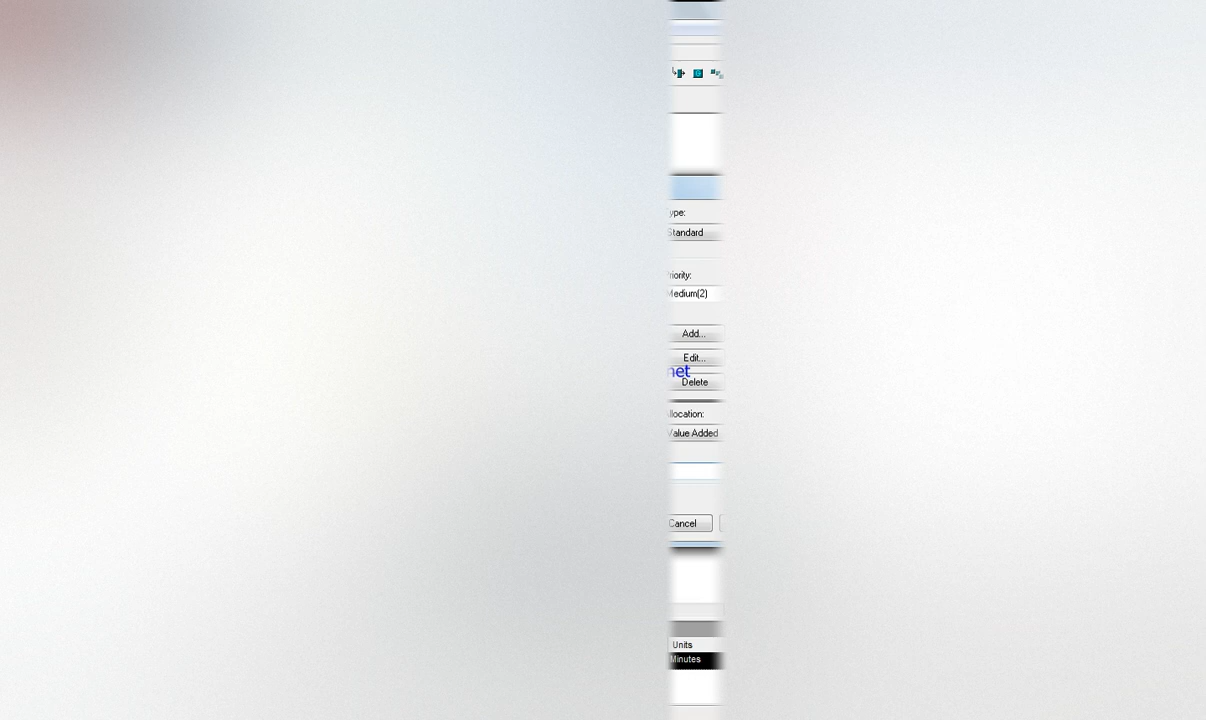 ype:
Standard
riority:
Medium(2)
Add...
Edit...
net
Delete
llocation:
Value Added
Cancel
Units
Minutes